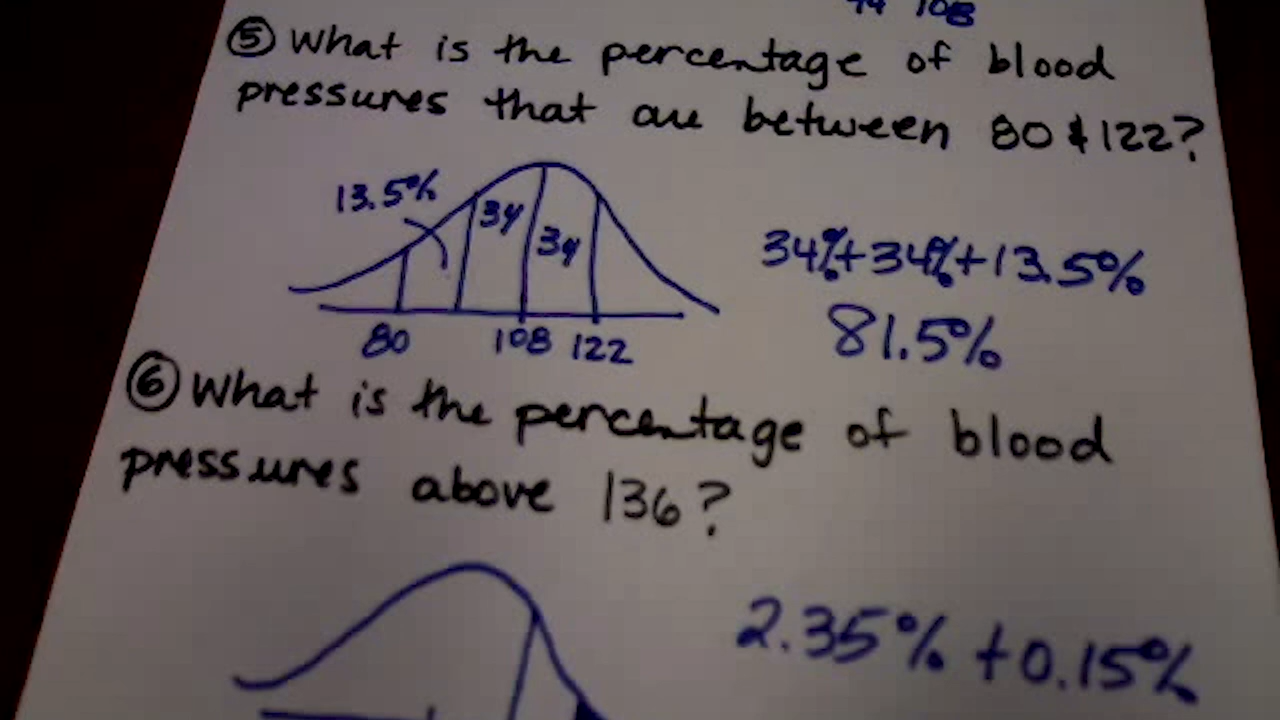 108
⑤ What is the percentage of blood
pressures that are between 80 & 122?
13.5%
34
34
34%+34%+13.5%
81.5%
80 108 122
⑥ What is the percentage of blood
pressures above 136?
2.35% +0.15%